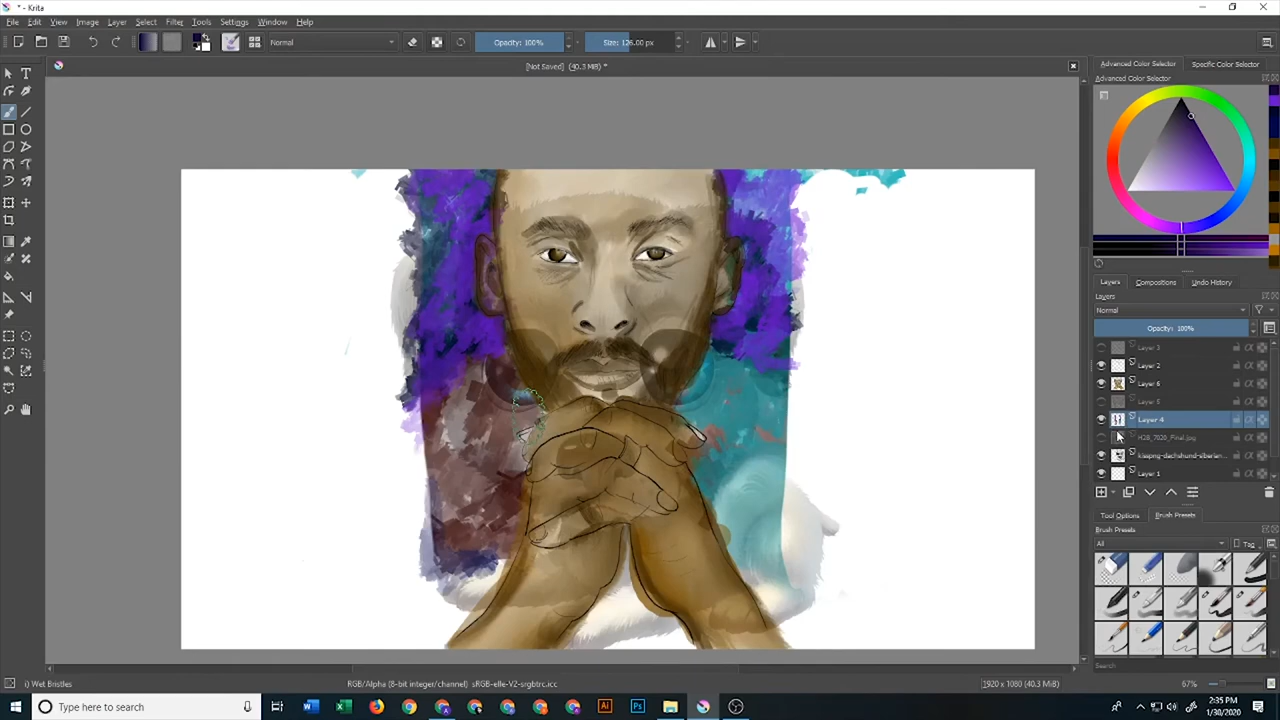 * - Krita
File Edit View Image Layer Select Filter Tools Settings Window Help
Normal Opacity: 100% Size: 126.00 px
[Not Saved] (40.3 MiB) *
Advanced Color Selector Specific Color Selector
Advanced Color Selector
Layers Compositions Undo History
Layers
Normal
Opacity: 100%
Layer 3
Layer 2
Layer 6
Layer 5
Layer 4
H2S_7020_Final.jpg
Layer 1
Tool Options Brush Presets
Brush Presets
All Tag
Search
Wet Bristles RGB/Alpha (8-bit integer/channel) sRGB-elle-V2-srgbtrc.icc 1920 x 1080 (40.3 MiB) 67%
Type here to search
2:35 PM
1/30/2020